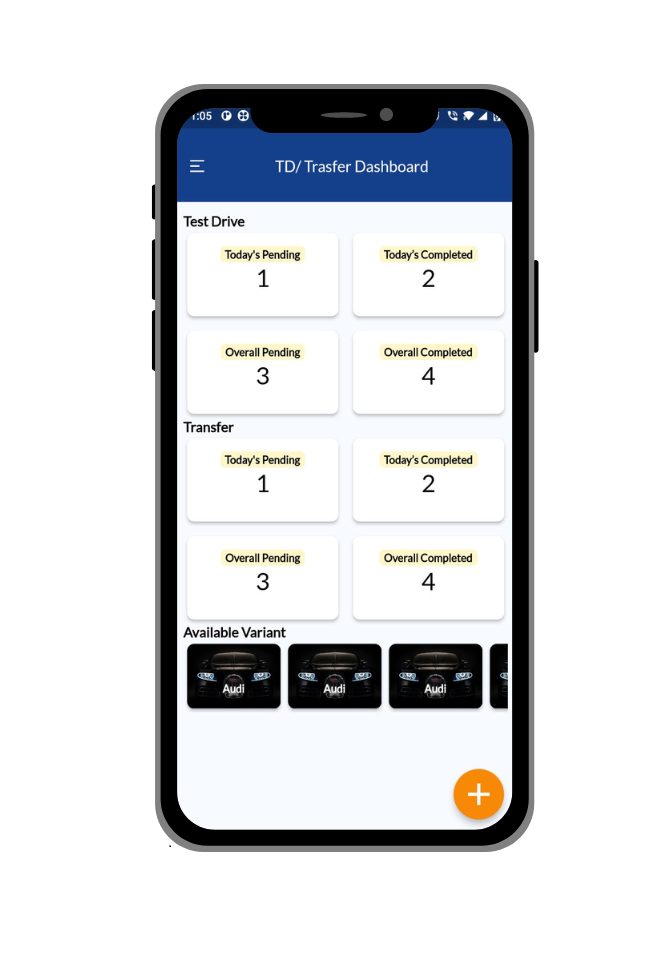 :05
TD/ Trasfer Dashboard
Test Drive
Today's Pending
Today's Completed
1
2
Overall Pending
Overall Completed
3
4
Transfer
Today's Pending
Today's Completed
1
2
Overall Pending
Overall Completed
3
4
Available Variant
Audi
Audi
Audi